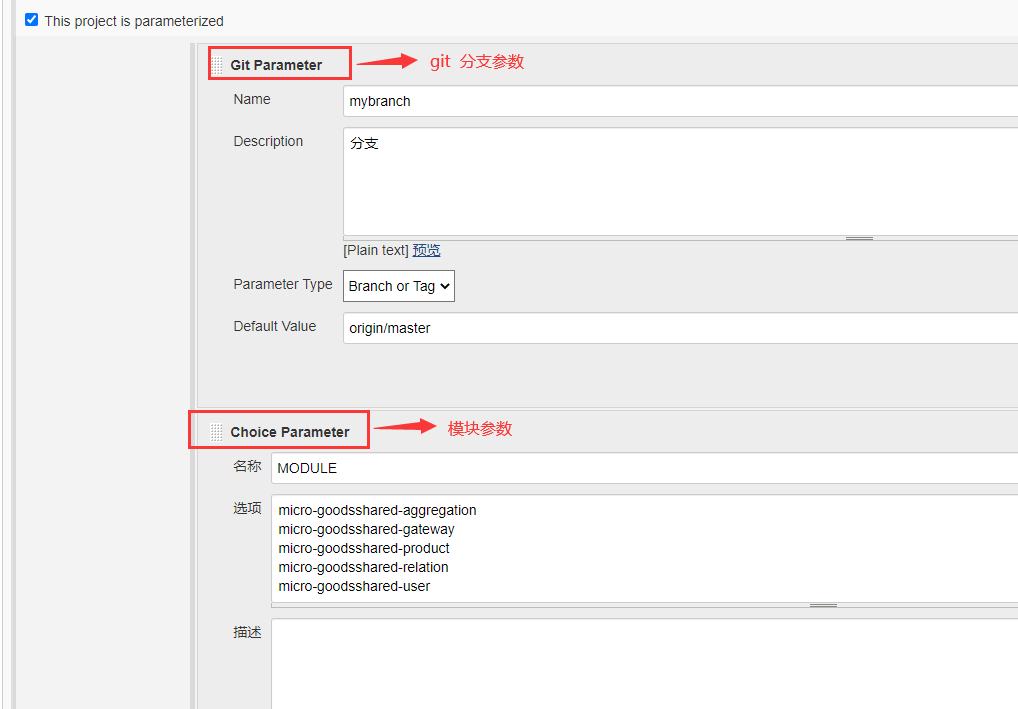 This project is parameterized
Git Parameter
git 分支参数
Name
mybranch
Description
分支
[Plain text] 预览
Parameter Type
Branch or Tag
Default Value
origin/master
Choice Parameter
模块参数
名称
MODULE
选项
micro-goodsshared-aggregation
micro-goodsshared-gateway
micro-goodsshared-product
micro-goodsshared-relation
micro-goodsshared-user
描述